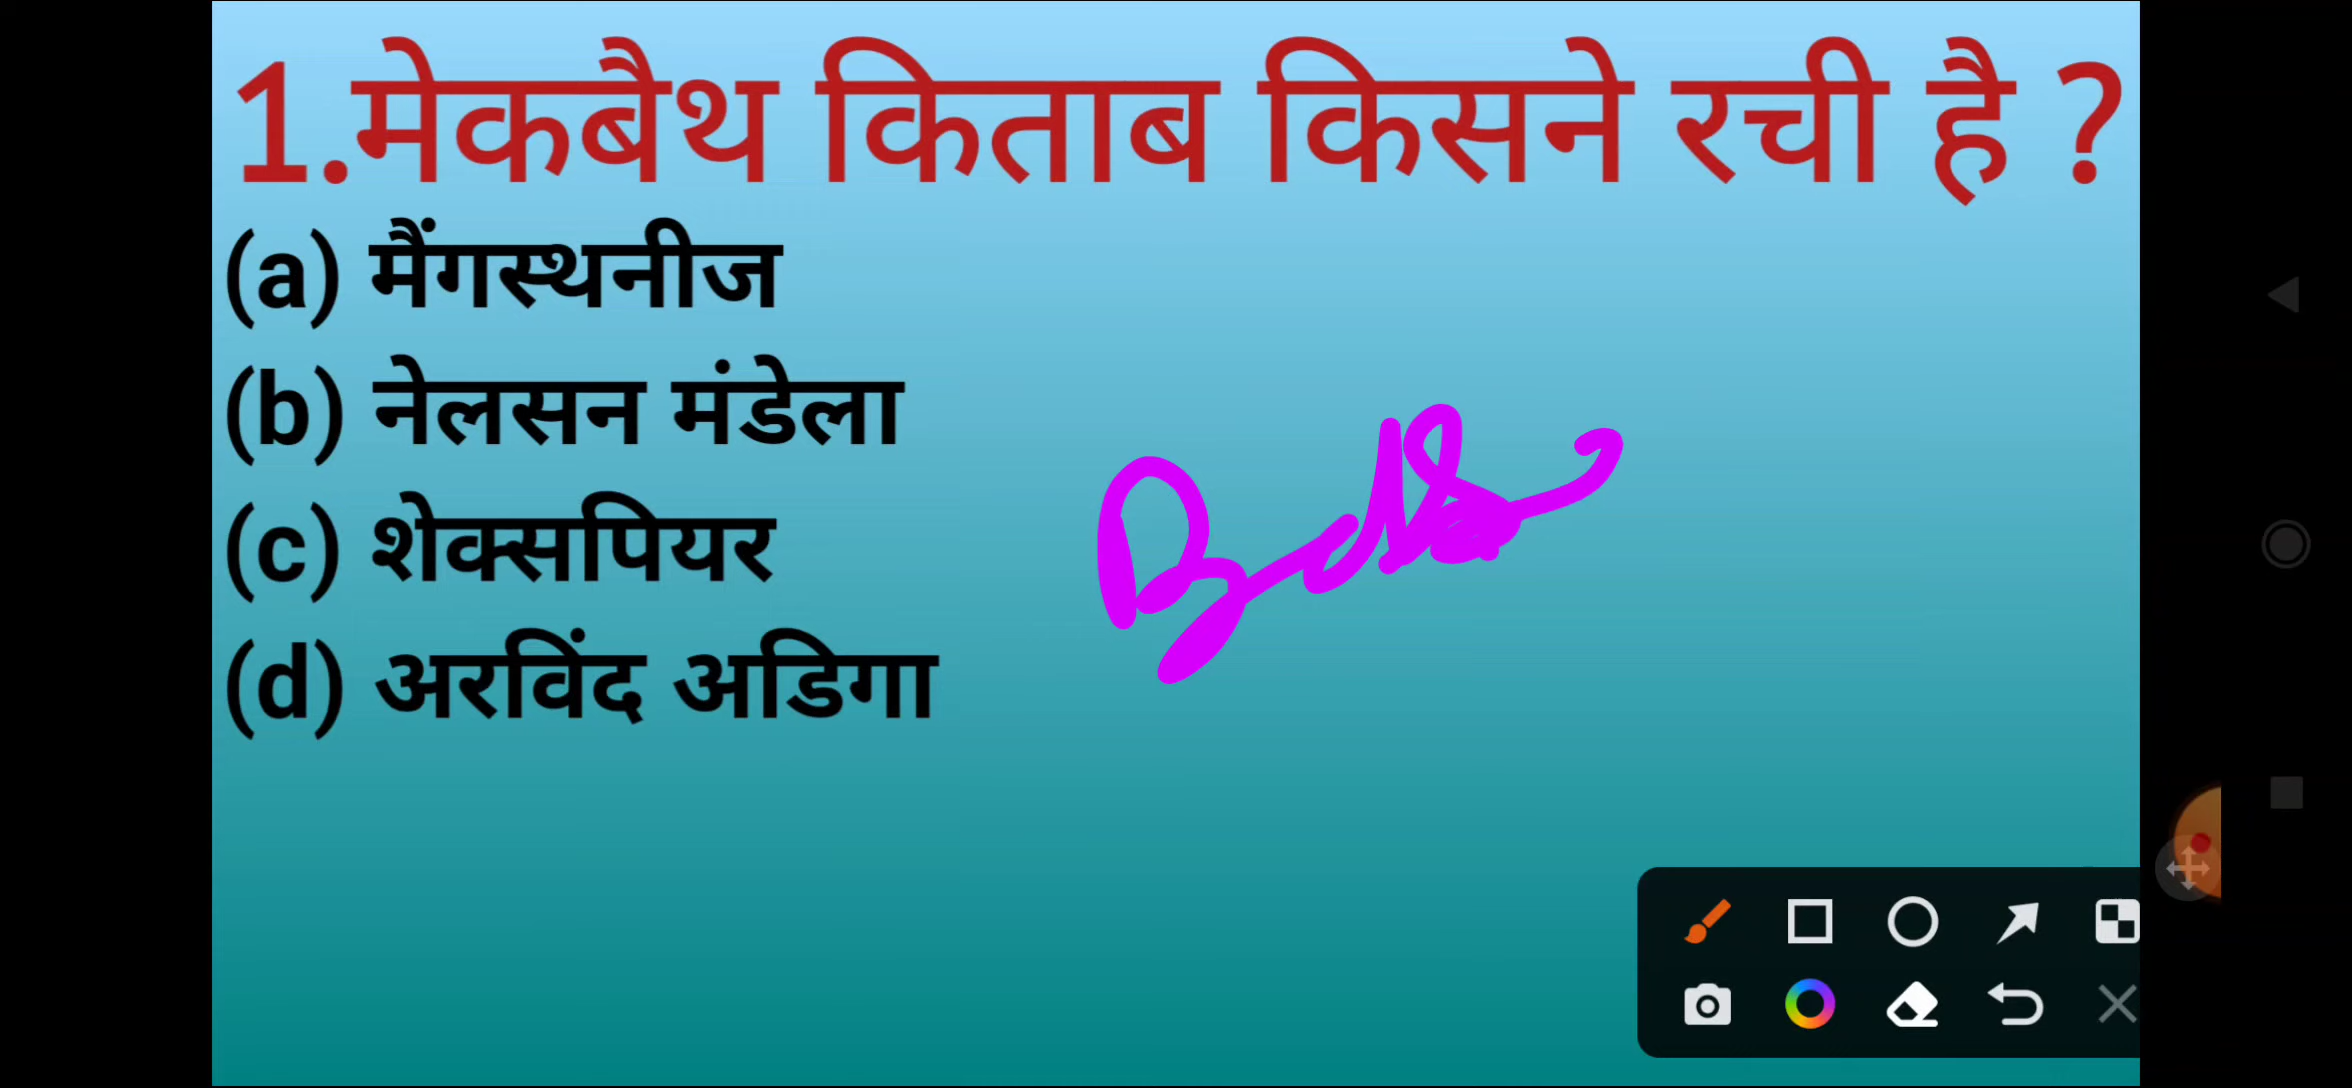 1.मेकबैथ किताब किसने रची है ?
(a) मैंगस्थनीज
(b) नेलसन मंडेला
(c) शेक्सपियर
(d) अरविंद अडिगा